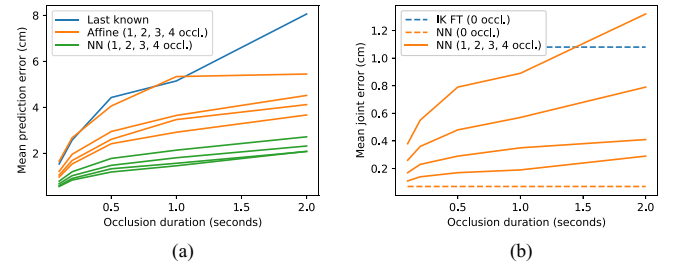 Mean prediction error (cm)
8
6
4
2
Last known
Affine (1, 2, 3, 4 occl.)
NN (1, 2, 3, 4 occl.)
0.5
1.0
1.5
2.0
Occlusion duration (seconds)
(a)
Mean joint error (cm)
1.2
1.0
0.8
0.6
0.4
0.2
IK FT (0 occl.)
NN (0 occl.)
NN (1, 2, 3, 4 occl.)
0.5
1.0
1.5
2.0
Occlusion duration (seconds)
(b)